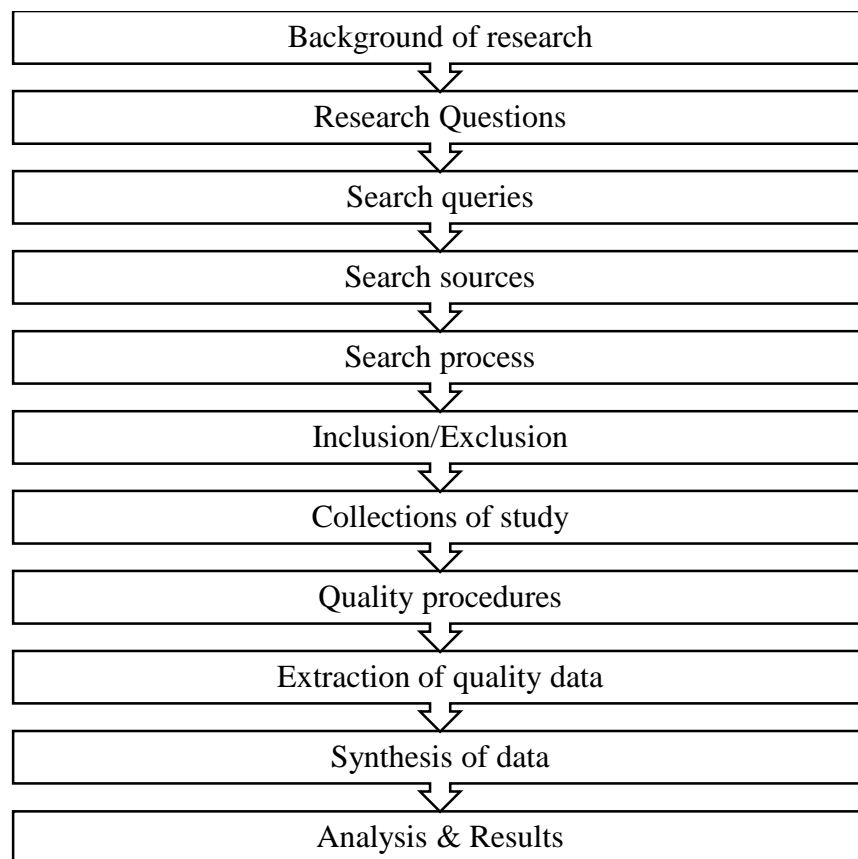 Background of research
Research Questions
Search queries
Search sources
Search process
Inclusion/Exclusion
Collections of study
Quality procedures
Extraction of quality data
Synthesis of data
Analysis & Results